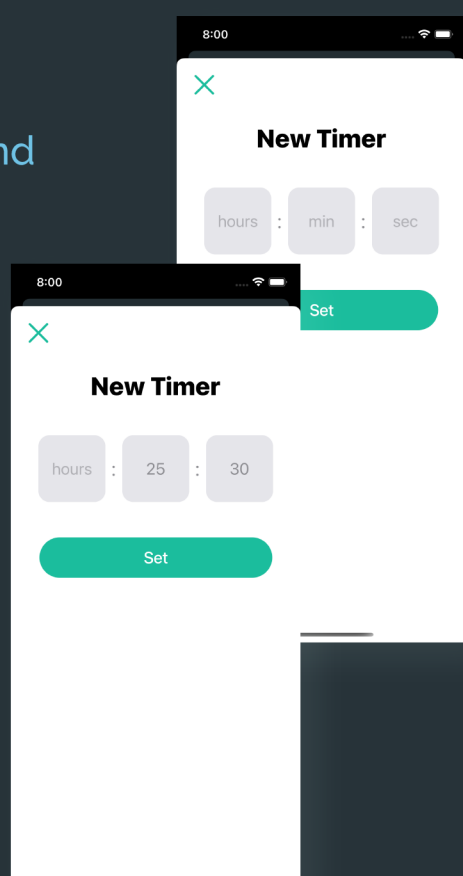 8:00
nd
New Timer
hours : min : sec
Set
8:00
New Timer
hours : 25 : 30
Set